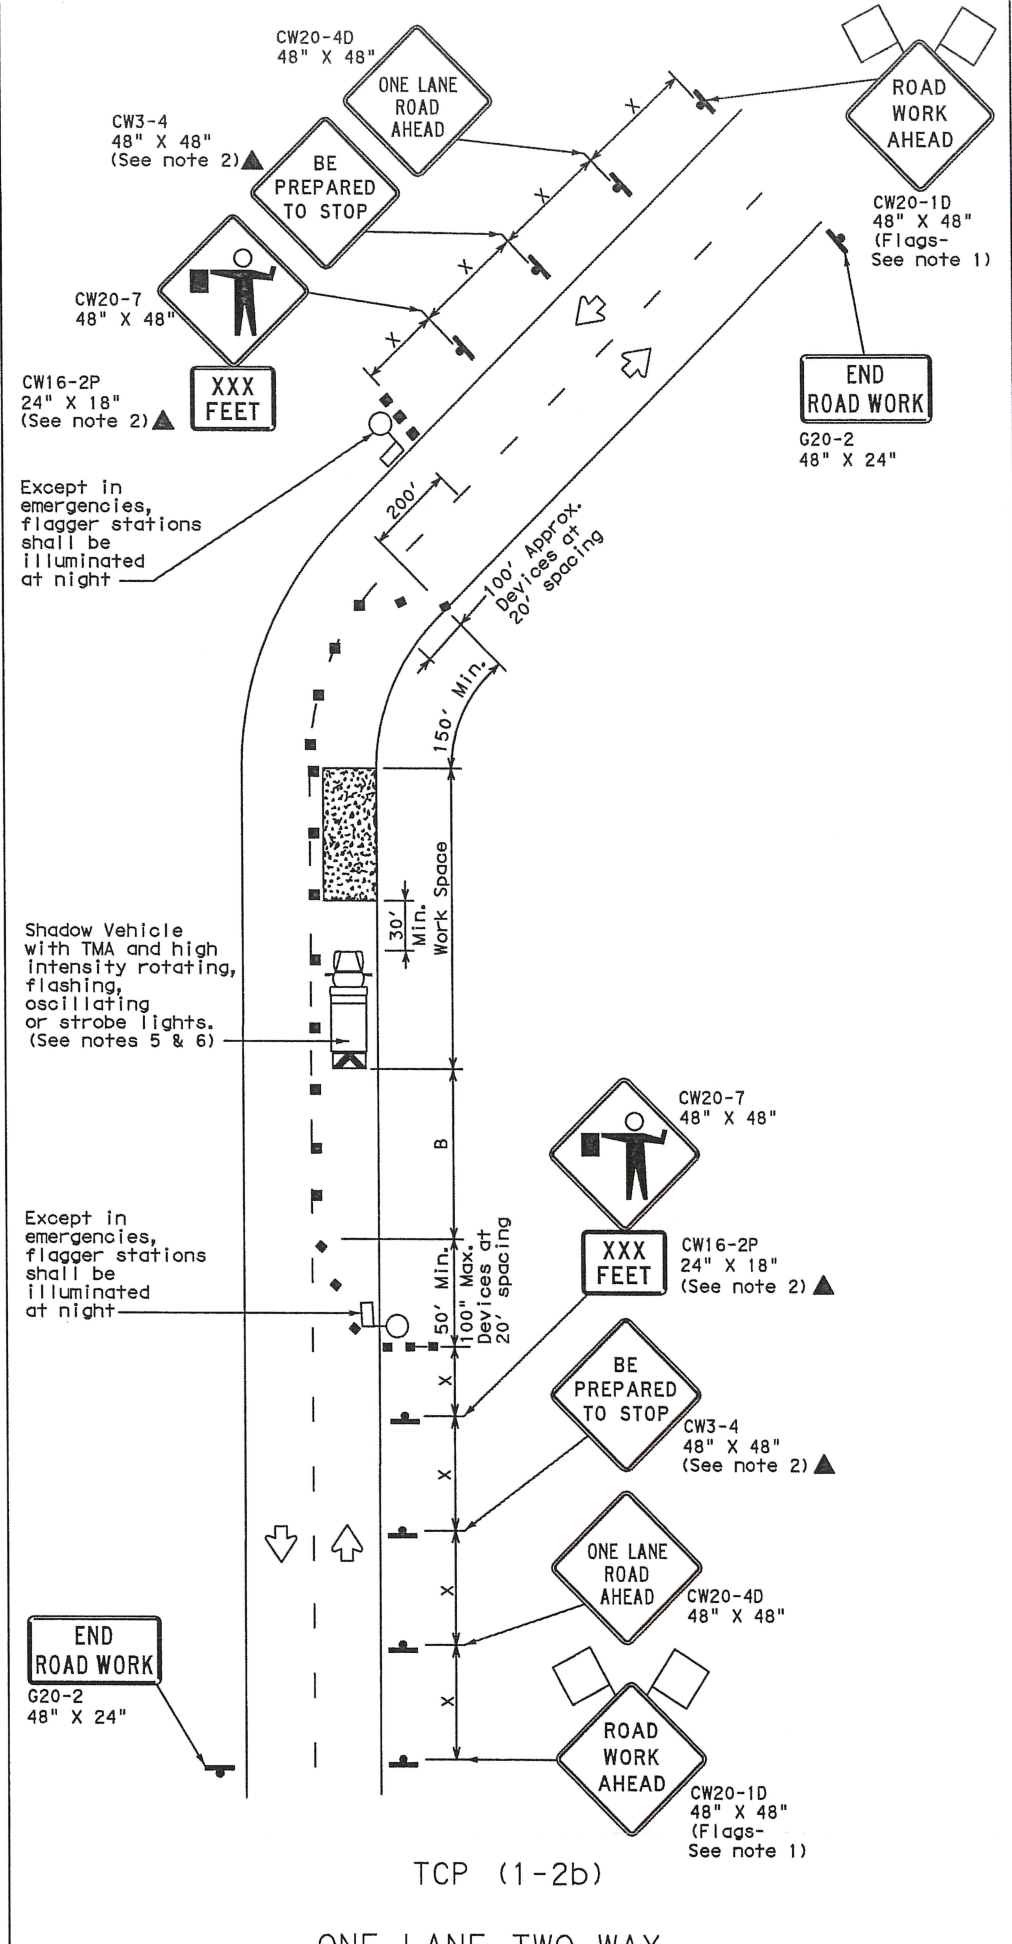 CW20-4D
48" X 48"
ONE LANE
ROAD
AHEAD
ROAD
WORK
AHEAD
CW20-1D
48" X 48"
(Flags-
See note 1)
X
CW3-4
48" X 48"
(See note 2)
BE
PREPARED
TO STOP
X
X
CW20-7
48" X 48"
X
CW16-2P
24" X 18"
(See note 2)
XXX
FEET
END
ROAD WORK
G20-2
48" X 24"
Except in
emergencies,
flagger stations
shall be
illuminated
at night
200'
100' Approx.
Devices at
20' spacing
150' Min.
Work Space
30'
Min.
Shadow Vehicle
with TMA and high
intensity rotating,
flashing,
oscillating
or strobe lights.
(See notes 5 & 6)
B
CW20-7
48" X 48"
XXX
FEET
CW16-2P
24" X 18"
(See note 2)
Except in
emergencies,
flagger stations
shall be
illuminated
at night
50' Min.
100" Max.
Devices at
20' spacing
X
BE
PREPARED
TO STOP
CW3-4
48" X 48"
(See note 2)
X
ONE LANE
ROAD
AHEAD
CW20-4D
48" X 48"
X
END
ROAD WORK
G20-2
48" X 24"
X
ROAD
WORK
AHEAD
CW20-1D
48" X 48"
(Flags-
See note 1)
TCP (1-2b)
ONE LANE TWO WAY